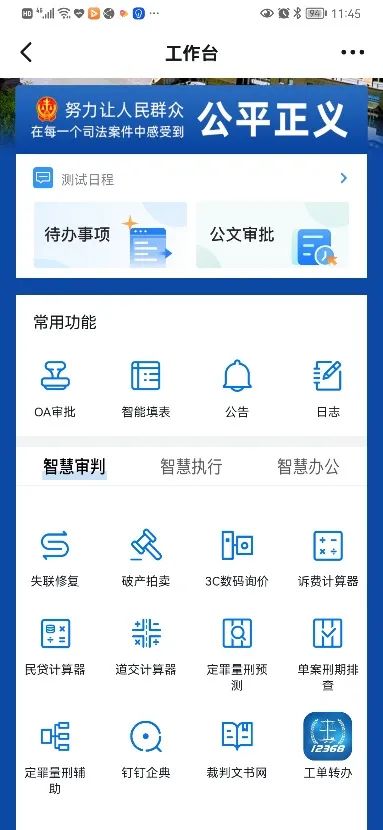 HD 4G 94 11:45
工作台
努力让人民群众
在每一个司法案件中感受到
公平正义
测试日程
待办事项 公文审批
常用功能
OA审批 智能填表 公告 日志
智慧审判 智慧执行 智慧办公
失联修复 破产拍卖 3C数码询价 诉费计算器
民贷计算器 道交计算器 定罪量刑预 单案刑期排
测 查
12368
定罪量刑辅 钉钉企典 裁判文书网 工单转办
助